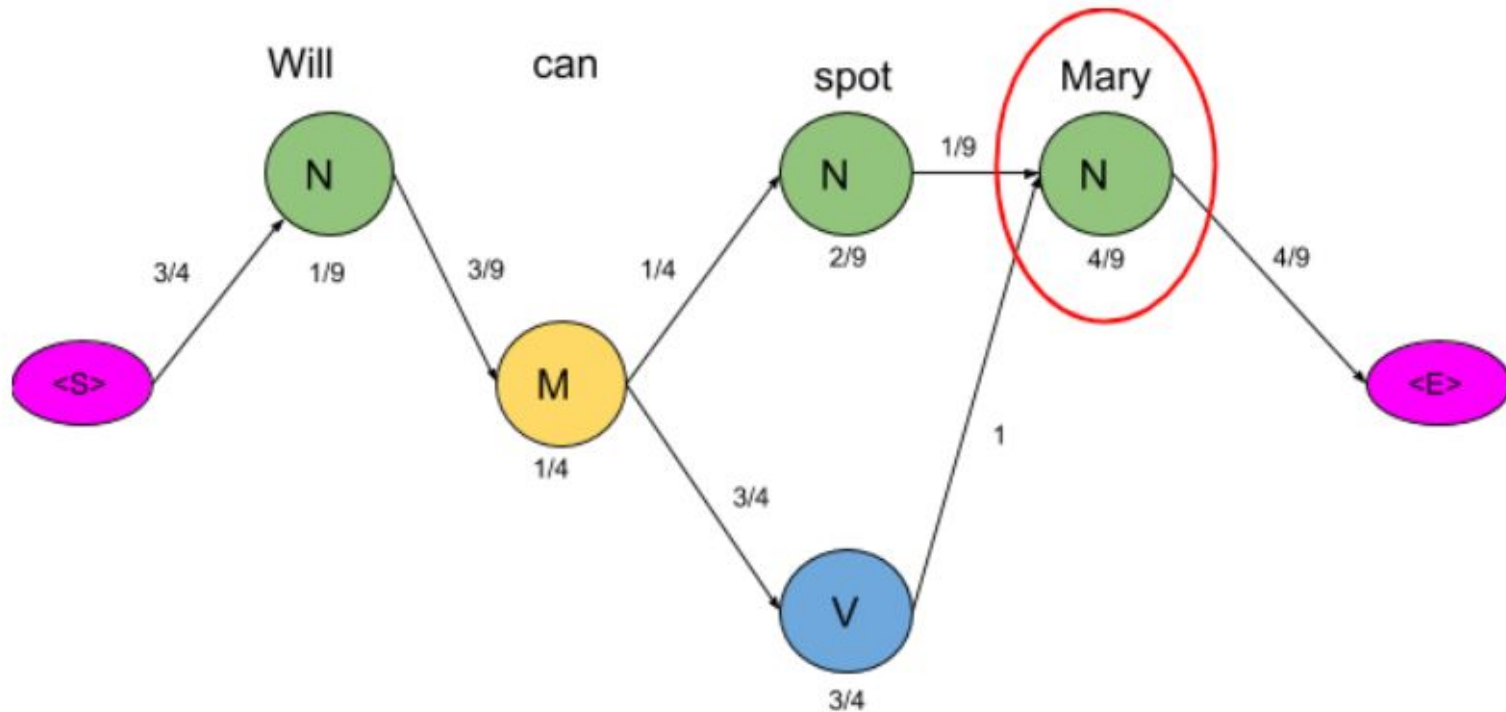 Will can spot Mary
N N 1/9 N
3/4 1/9 3/9 1/4 2/9 4/9 4/9
<S> M <E>
1/4 3/4 1
V
3/4